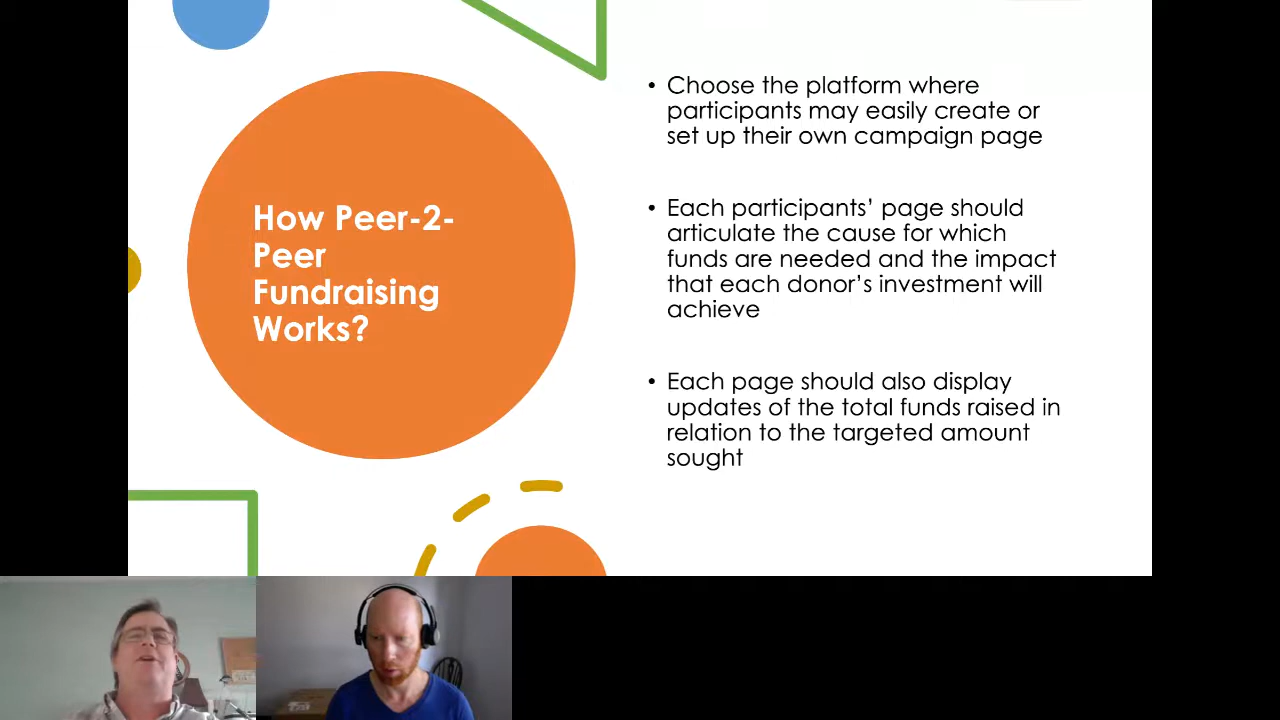 How Peer-2-
Peer
Fundraising
Works?
• Choose the platform where
participants may easily create or
set up their own campaign page
• Each participants’ page should
articulate the cause for which
funds are needed and the impact
that each donor’s investment will
achieve
• Each page should also display
updates of the total funds raised in
relation to the targeted amount
sought